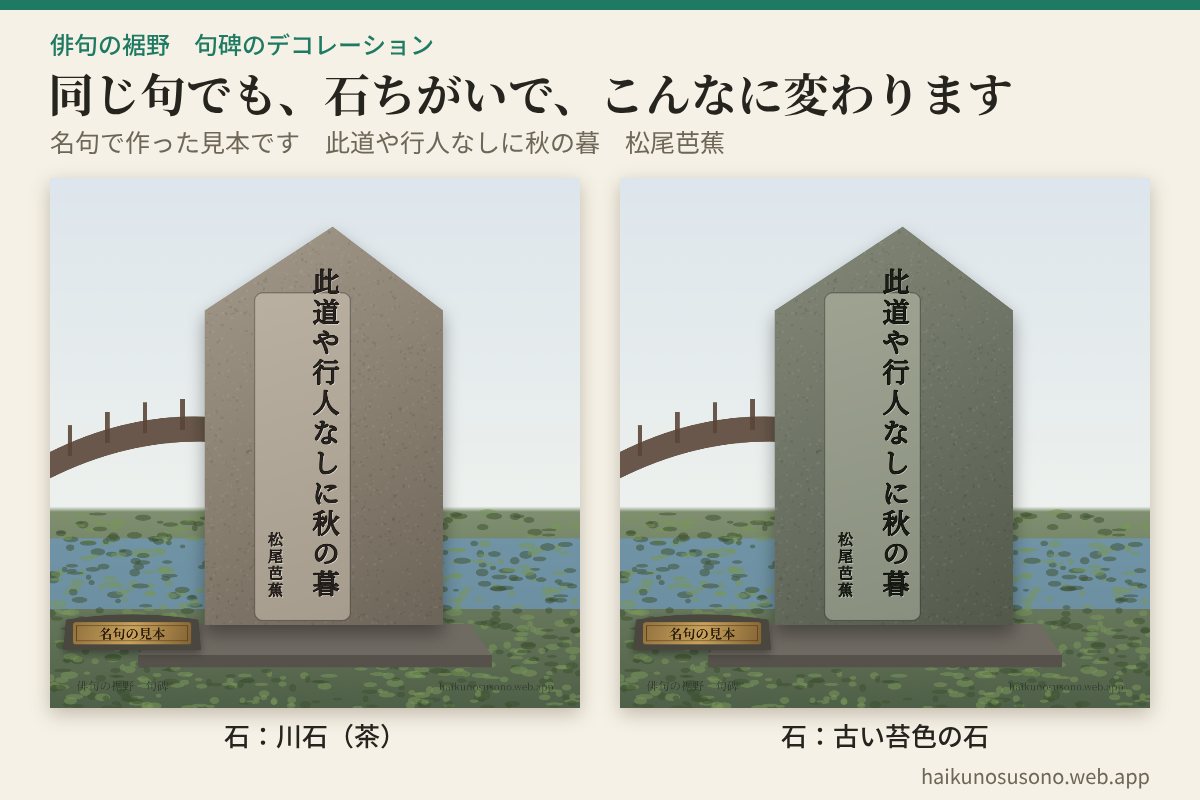 俳句の裾野　句碑のデコレーション
同じ句でも、石ちがいで、こんなに変わります
名句で作った見本です　此道や行人なしに秋の暮　松尾芭蕉
此道や行人なしに秋の暮
松尾芭蕉
名句の見本
俳句の裾野　句碑
haikunosusono.web.app
石：川石（茶）
此道や行人なしに秋の暮
松尾芭蕉
名句の見本
俳句の裾野　句碑
haikunosusono.web.app
石：古い苔色の石
haikunosusono.web.app